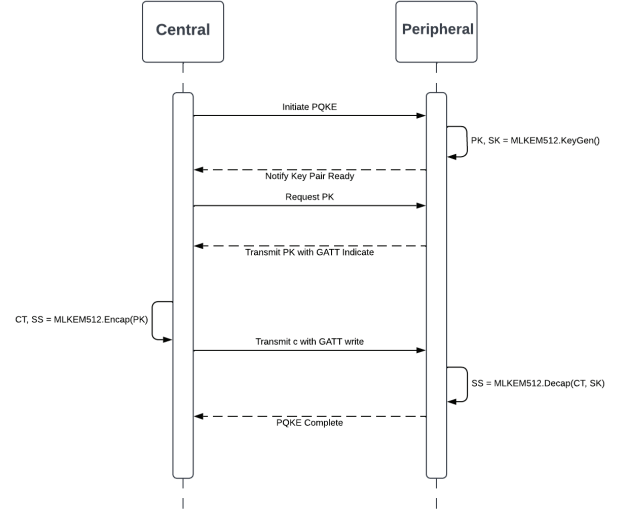 Central
Peripheral
Initiate PQKE
PK, SK = MLKEM512.KeyGen()
Notify Key Pair Ready
Request PK
Transmit PK with GATT Indicate
CT, SS = MLKEM512.Encap(PK)
Transmit c with GATT write
SS = MLKEM512.Decap(CT, SK)
PQKE Complete